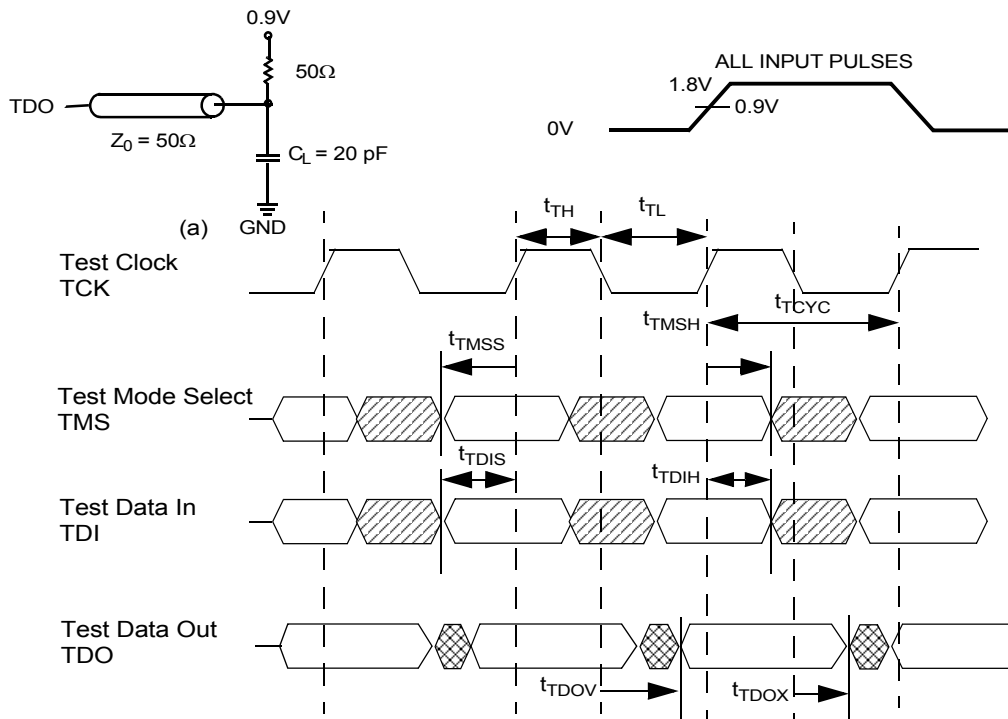 0.9V
50Ω
TDO
Z0 = 50Ω
CL = 20 pF
(a)
GND
ALL INPUT PULSES
1.8V
0.9V
0V
tTH
tTL
Test Clock
TCK
tTCYC
tTMSH
tTMSS
Test Mode Select
TMS
tTDIS
tTDIH
Test Data In
TDI
Test Data Out
TDO
tTDOV
tTDOX